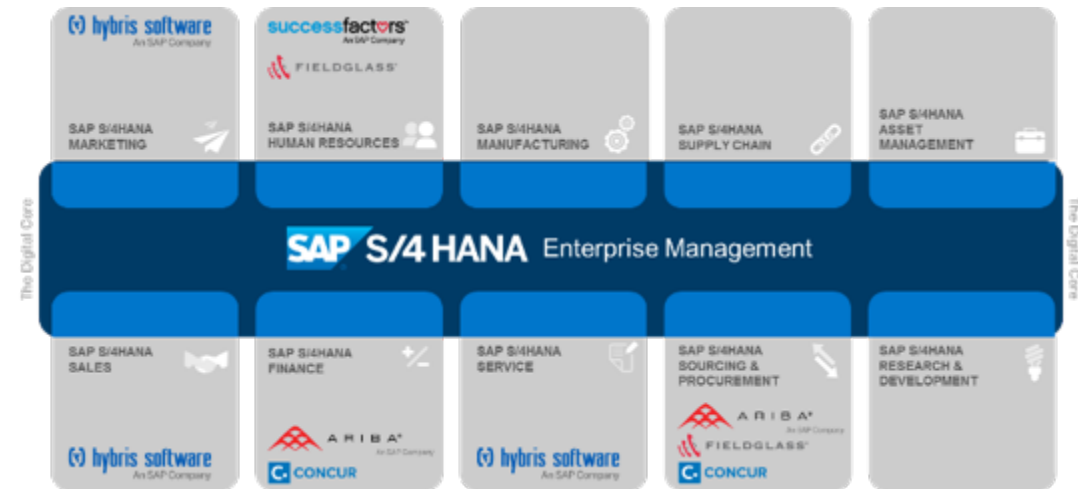 hybris software
An SAP Company
SAP S/4HANA
MARKETING
successfactors™
An SAP Company
FIELDGLASS
SAP S/4HANA
HUMAN RESOURCES
SAP S/4HANA
MANUFACTURING
SAP S/4HANA
SUPPLY CHAIN
SAP S/4HANA
ASSET
MANAGEMENT
The Digital Core
SAP S/4 HANA Enterprise Management
The Digital Core
SAP S/4HANA
SALES
hybris software
An SAP Company
SAP S/4HANA
FINANCE
+/-
ARIBA
An SAP Company
C. CONCUR
SAP S/4HANA
SERVICE
hybris software
An SAP Company
SAP S/4HANA
SOURCING &
PROCUREMENT
ARIBA
An SAP Company
FIELDGLASS
C. CONCUR
SAP S/4HANA
RESEARCH &
DEVELOPMENT